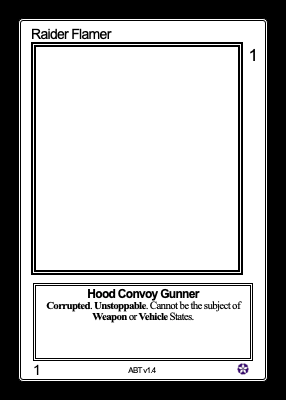 Raider Flamer
1
Hood Convoy Gunner
Corrupted. Unstoppable. Cannot be the subject of
Weapon or Vehicle States.
1
ABT v1.4